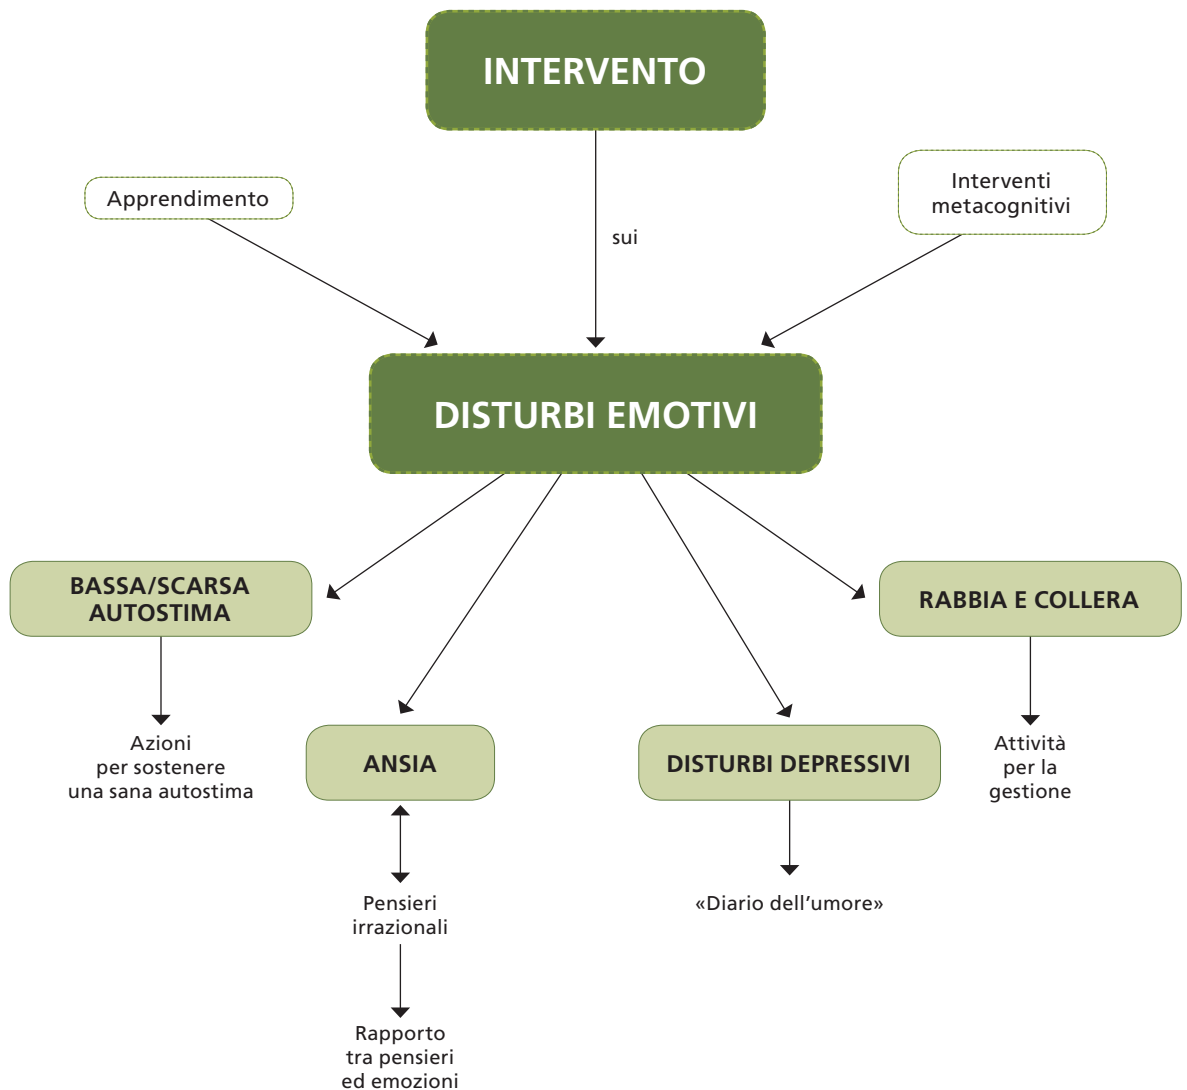 INTERVENTO
Apprendimento
Interventi
metacognitivi
sui
DISTURBI EMOTIVI
BASSA/SCARSA
AUTOSTIMA
RABBIA E COLLERA
Azioni
per sostenere
una sana autostima
ANSIA
DISTURBI DEPRESSIVI
Attività
per la
gestione
Pensieri
irrazionali
«Diario dell’umore»
Rapporto
tra pensieri
ed emozioni